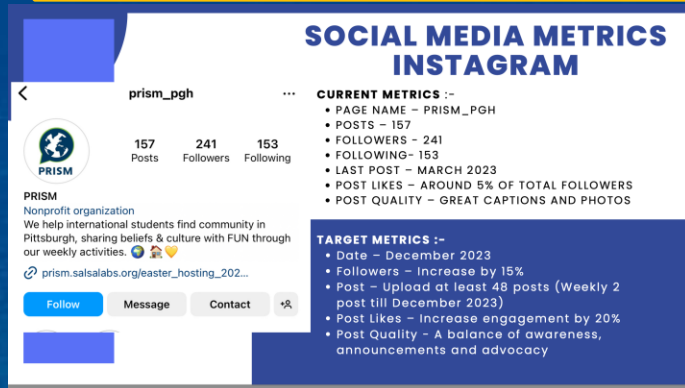 SOCIAL MEDIA METRICS
INSTAGRAM
prism_pgh
157
241
153
Posts
Followers
Following
PRISM
PRISM
Nonprofit organization
We help international students find community in
Pittsburgh, sharing beliefs & culture with FUN through
our weekly activities. 🌍 🏠 💛
prism.salsalabs.org/easter_hosting_202...
Follow
Message
Contact
CURRENT METRICS :-
• PAGE NAME – PRISM_PGH
• POSTS – 157
• FOLLOWERS - 241
• FOLLOWING- 153
• LAST POST – MARCH 2023
• POST LIKES – AROUND 5% OF TOTAL FOLLOWERS
• POST QUALITY – GREAT CAPTIONS AND PHOTOS
TARGET METRICS :-
• Date – December 2023
• Followers – Increase by 15%
• Post – Upload at least 48 posts (Weekly 2
post till December 2023)
• Post Likes – Increase engagement by 20%
• Post Quality - A balance of awareness,
announcements and advocacy